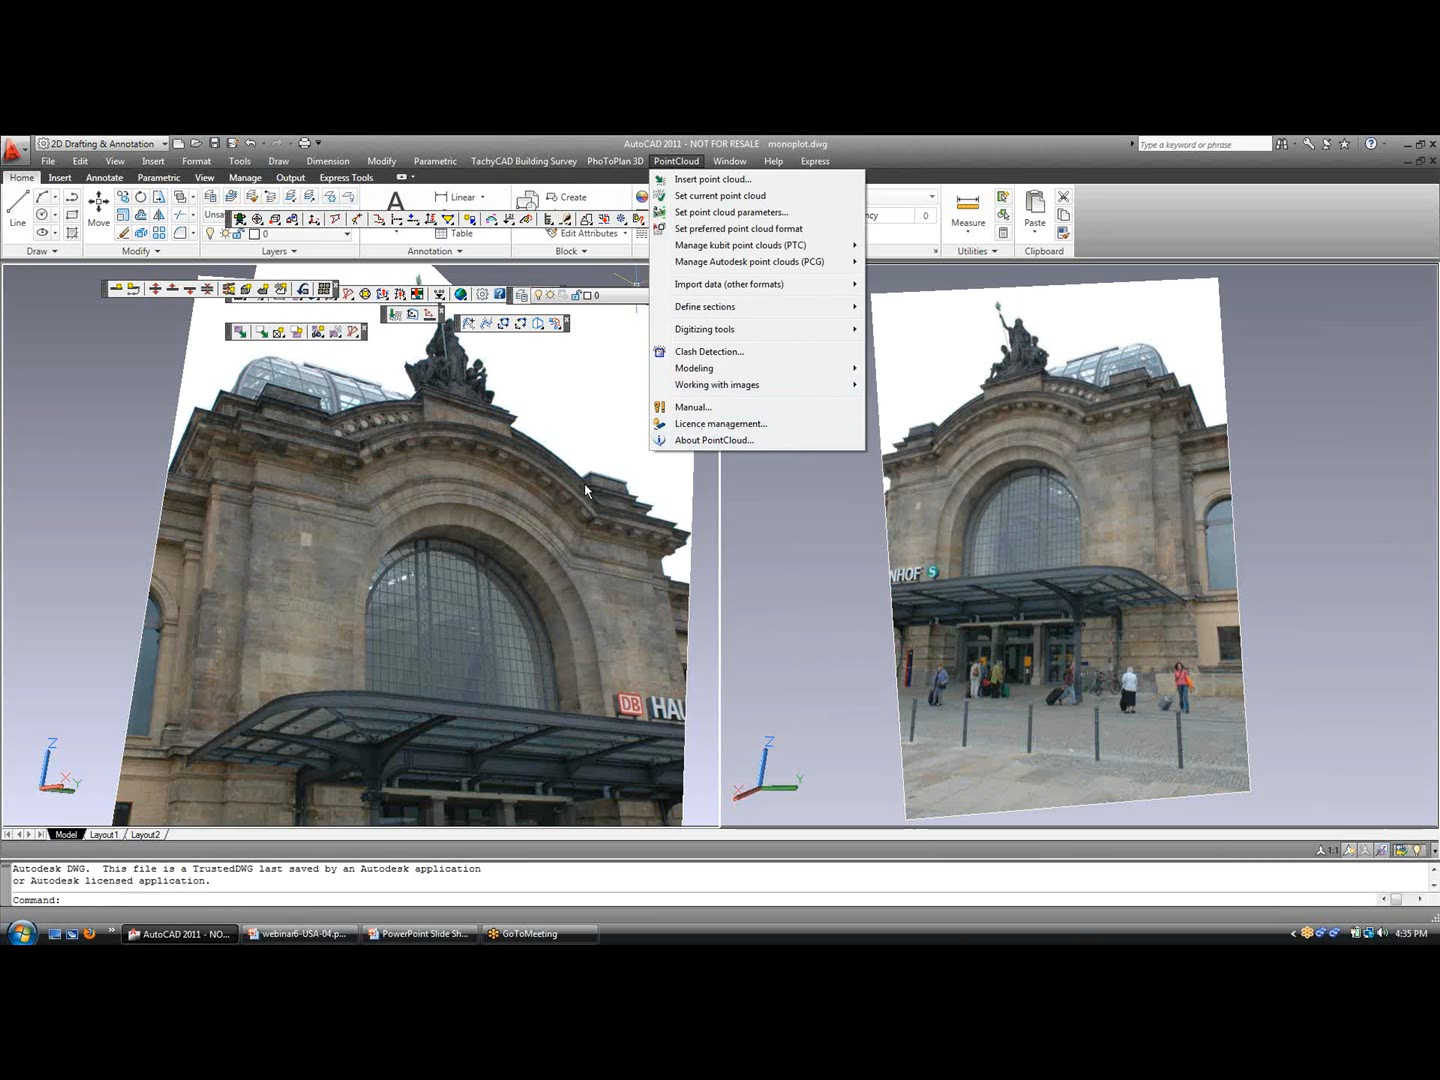 2D Drafting & Annotation
AutoCAD 2011 - NOT FOR RESALE monoplot.dwg
Type a keyword or phrase
File Edit View Insert Format Tools Draw Dimension Modify Parametric TachyCAD Building Survey PhoToPlan 3D PointCloud Window Help Express
Home Insert Annotate Parametric View Manage Output Express Tools
Line
Move
Unsa
0
A
Linear
Table
Create
Edit Attributes
0
Measure
Paste
Draw
Modify
Layers
Annotation
Block
Utilities
Clipboard
0
Insert point cloud...
Set current point cloud
Set point cloud parameters...
Set preferred point cloud format
Manage kubit point clouds (PTC)
Manage Autodesk point clouds (PCG)
Import data (other formats)
Define sections
Digitizing tools
Clash Detection...
Modeling
Working with images
Manual...
Licence management...
About PointCloud...
DB HAU
NHOF S
Z
X
Y
Z
X
Y
Model Layout1 Layout2
1:1
Autodesk DWG. This file is a TrustedDWG last saved by an Autodesk application
or Autodesk licensed application.
Command:
AutoCAD 2011 - NO...
webinar6-USA-04.p...
PowerPoint Slide Sh...
GoToMeeting
4:35 PM